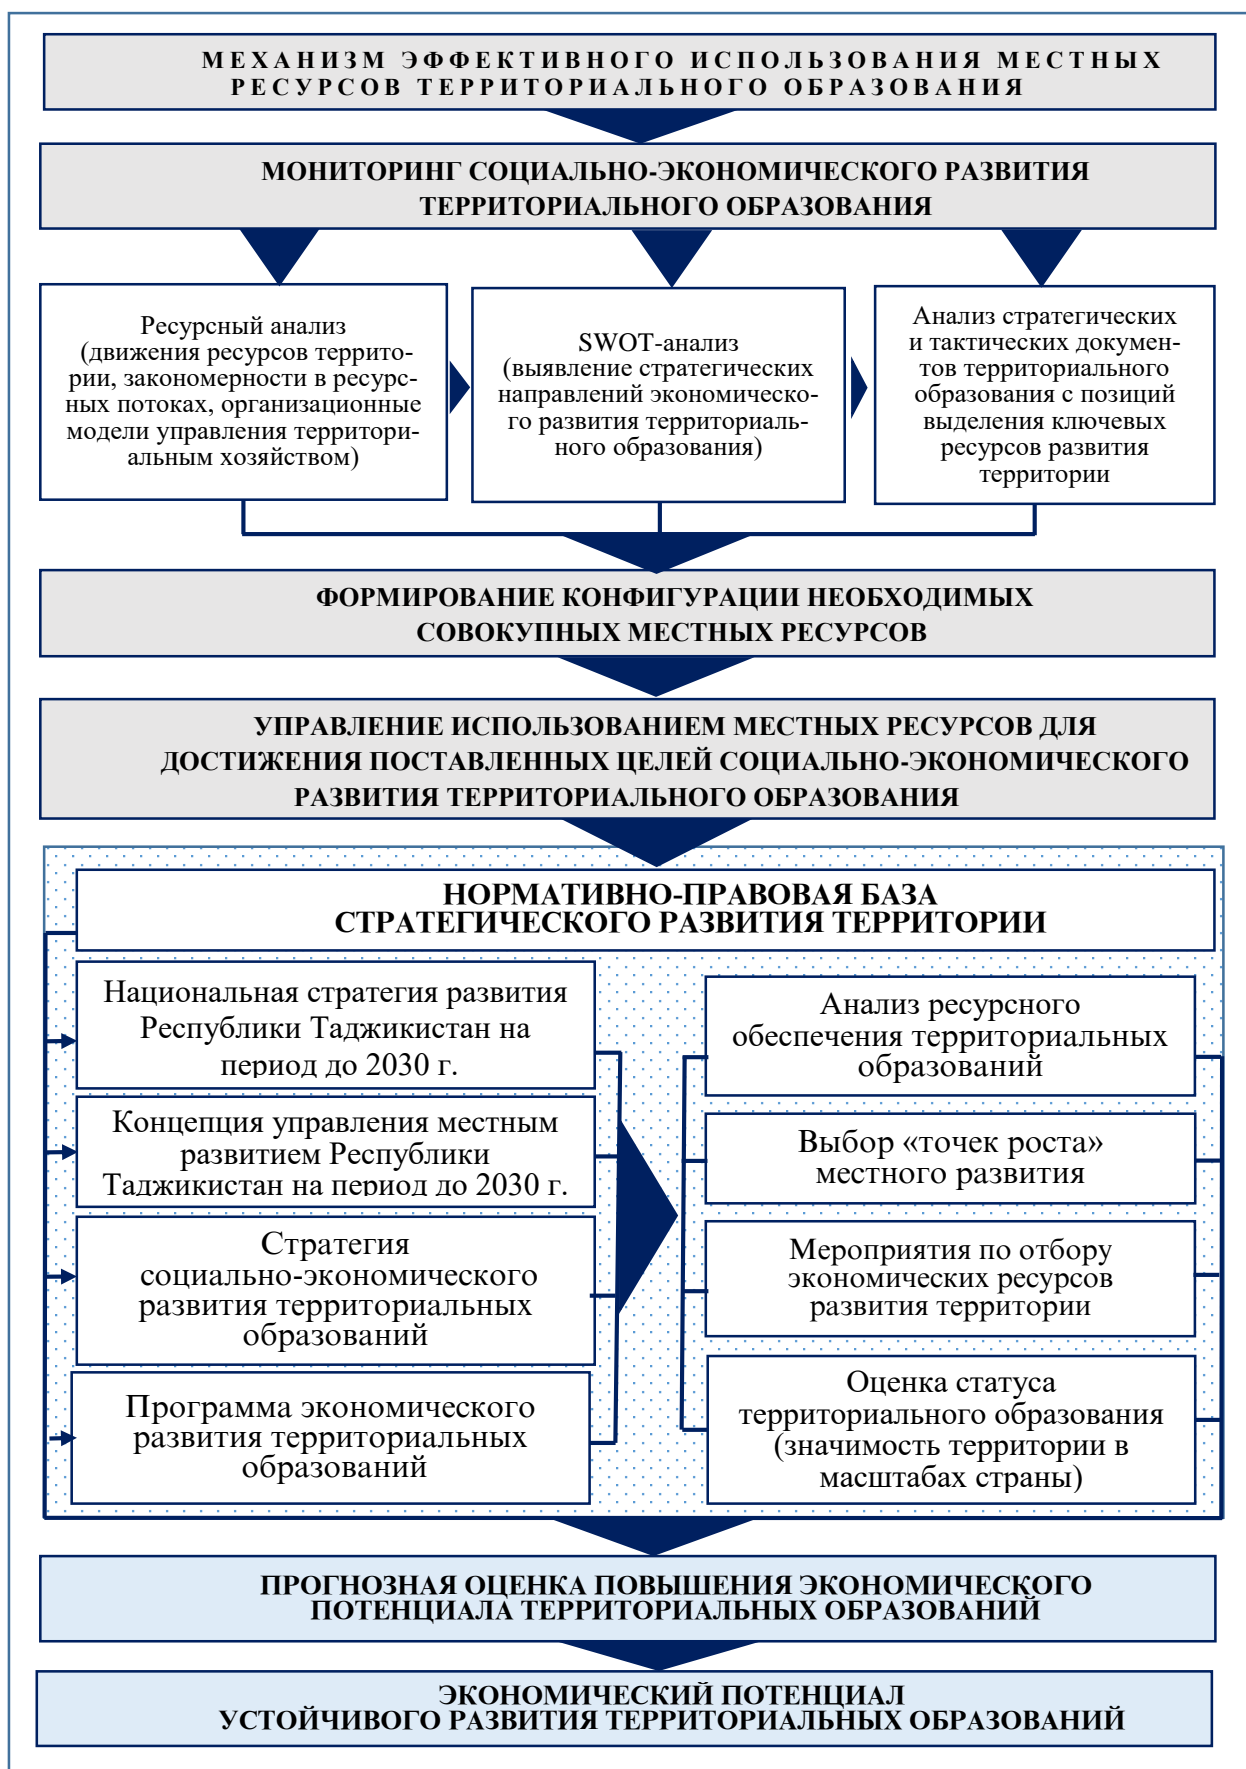 МЕХАНИЗМ ЭФФЕКТИВНОГО ИСПОЛЬЗОВАНИЯ МЕСТНЫХ
РЕСУРСОВ ТЕРРИТОРИАЛЬНОГО ОБРАЗОВАНИЯ
МОНИТОРИНГ СОЦИАЛЬНО-ЭКОНОМИЧЕСКОГО РАЗВИТИЯ
ТЕРРИТОРИАЛЬНОГО ОБРАЗОВАНИЯ
Ресурсный анализ
(движения ресурсов террито-
рии, закономерности в ресурс-
ных потоках, организационные
модели управления территори-
альным хозяйством)
SWOT-анализ
(выявление стратегических
направлений экономическо-
го развития территориаль-
ного образования)
Анализ стратегических
и тактических докумен-
тов территориального
образования с позиций
выделения ключевых
ресурсов развития
территории
ФОРМИРОВАНИЕ КОНФИГУРАЦИИ НЕОБХОДИМЫХ
СОВОКУПНЫХ МЕСТНЫХ РЕСУРСОВ
УПРАВЛЕНИЕ ИСПОЛЬЗОВАНИЕМ МЕСТНЫХ РЕСУРСОВ ДЛЯ
ДОСТИЖЕНИЯ ПОСТАВЛЕННЫХ ЦЕЛЕЙ СОЦИАЛЬНО-ЭКОНОМИЧЕСКОГО
РАЗВИТИЯ ТЕРРИТОРИАЛЬНОГО ОБРАЗОВАНИЯ
НОРМАТИВНО-ПРАВОВАЯ БАЗА
СТРАТЕГИЧЕСКОГО РАЗВИТИЯ ТЕРРИТОРИИ
Национальная стратегия развития
Республики Таджикистан на
период до 2030 г.
Концепция управления местным
развитием Республики
Таджикистан на период до 2030 г.
Стратегия
социально-экономического
развития территориальных
образований
Программа экономического
развития территориальных
образований
Анализ ресурсного
обеспечения территориальных
образований
Выбор «точек роста»
местного развития
Мероприятия по отбору
экономических ресурсов
развития территории
Оценка статуса
территориального образования
(значимость территории в
масштабах страны)
ПРОГНОЗНАЯ ОЦЕНКА ПОВЫШЕНИЯ ЭКОНОМИЧЕСКОГО
ПОТЕНЦИАЛА ТЕРРИТОРИАЛЬНЫХ ОБРАЗОВАНИЙ
ЭКОНОМИЧЕСКИЙ ПОТЕНЦИАЛ
УСТОЙЧИВОГО РАЗВИТИЯ ТЕРРИТОРИАЛЬНЫХ ОБРАЗОВАНИЙ